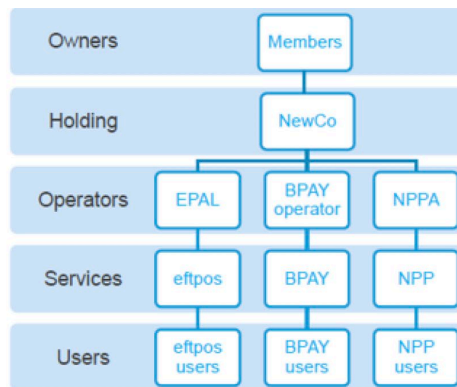 Owners
Members
Holding
NewCo
Operators
EPAL
BPAY
operator
NPPA
Services
eftpos
BPAY
NPP
Users
eftpos
users
BPAY
users
NPP
users